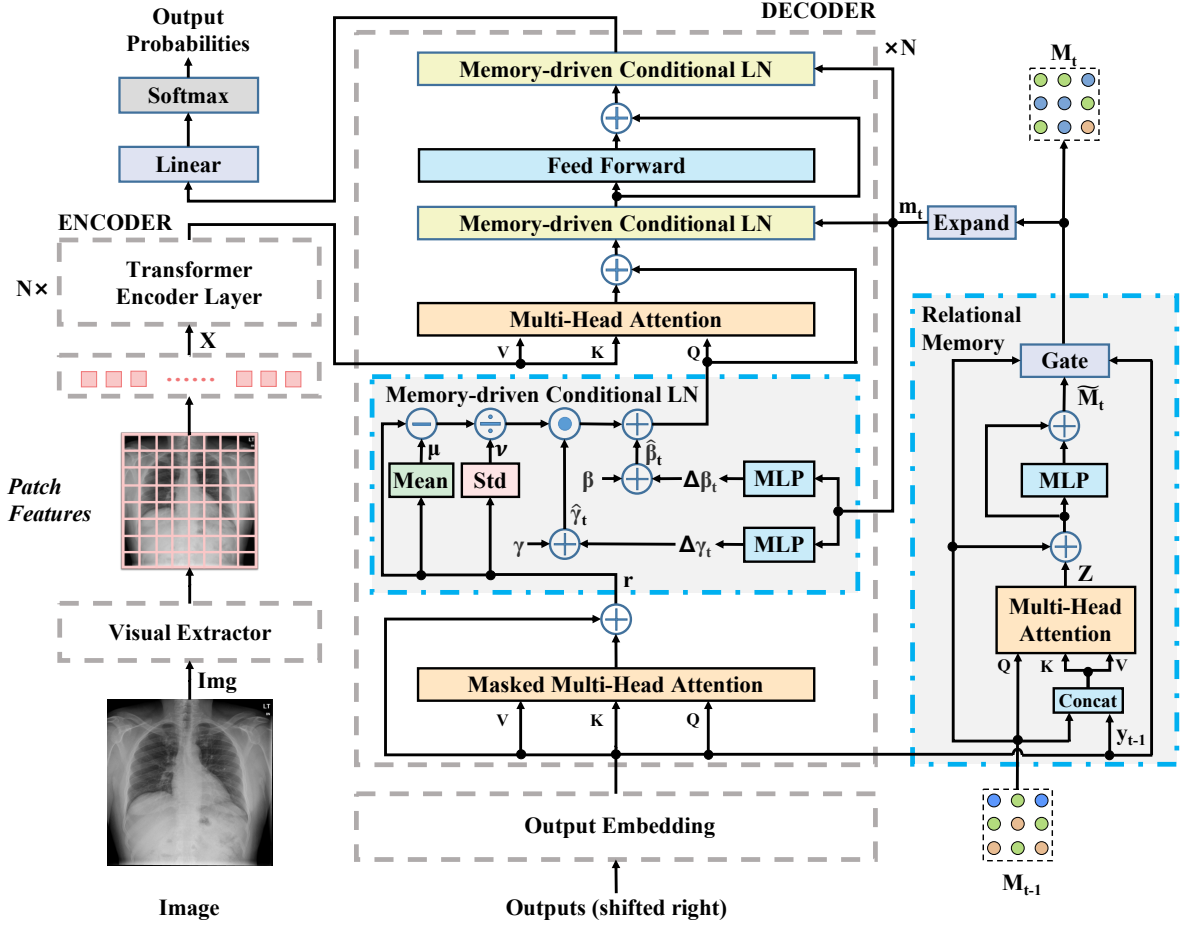 DECODER
Output
Probabilities
Softmax
Linear
ENCODER
N×
Transformer
Encoder Layer
X
Patch
Features
LT
Visual Extractor
Img
LT
Image
×N
Memory-driven Conditional LN
Feed Forward
Memory-driven Conditional LN
Multi-Head Attention
V
K
Q
Memory-driven Conditional LN
μ
ν
Mean
Std
β
β̂t
Δβt
MLP
γ
γ̂t
Δγt
MLP
r
Masked Multi-Head Attention
V
K
Q
Output Embedding
Outputs (shifted right)
Mt
mt
Expand
Relational
Memory
Gate
M̃t
MLP
Z
Multi-Head
Attention
Q
K
V
Concat
yt-1
Mt-1